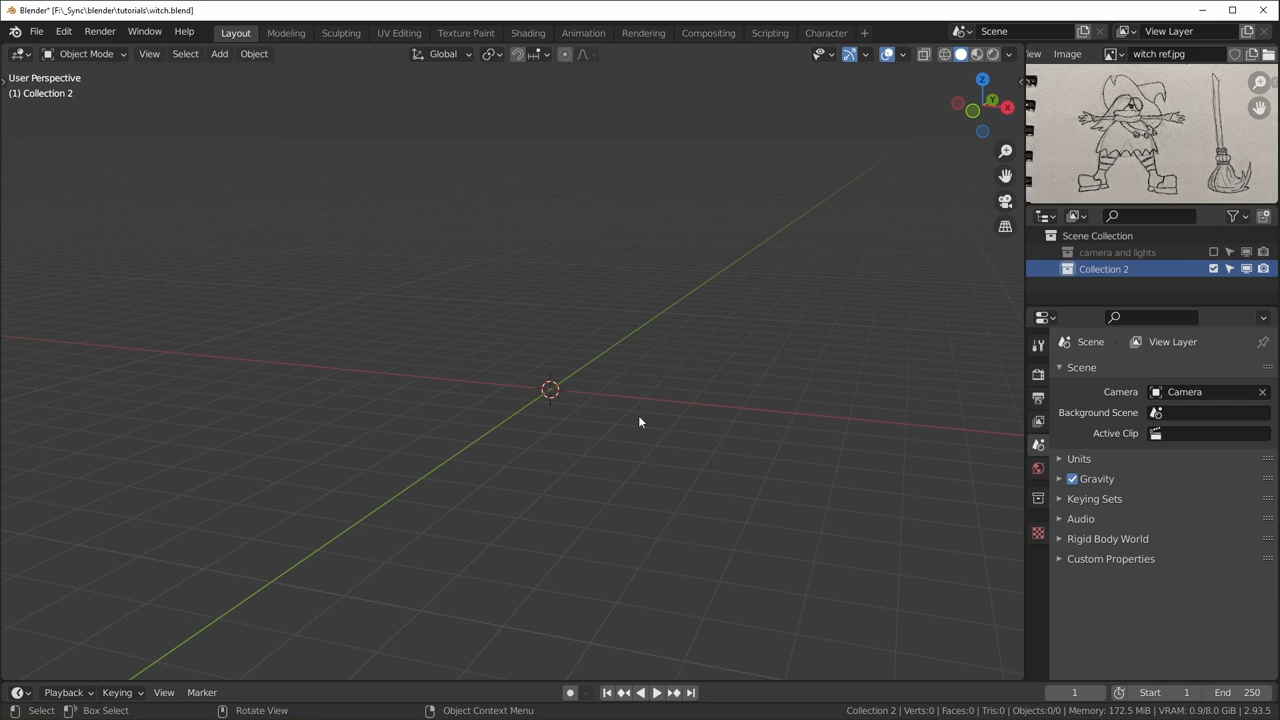 Blender* [F:\_Sync\blender\tutorials\witch.blend]
File Edit Render Window Help Layout Modeling Sculpting UV Editing Texture Paint Shading Animation Rendering Compositing Scripting Character + Scene View Layer
Object Mode View Select Add Object Global iew Image witch ref.jpg
User Perspective
(1) Collection 2
Z
Y
X
Scene Collection
camera and lights
Collection 2
Scene View Layer
Scene
Camera Camera
Background Scene
Active Clip
Units
Gravity
Keying Sets
Audio
Rigid Body World
Custom Properties
Playback Keying View Marker 1 Start 1 End 250
Select Box Select Rotate View Object Context Menu Collection 2 | Verts:0 | Faces:0 | Tris:0 | Objects:0/0 | Memory: 172.5 MiB | VRAM: 0.9/8.0 GiB | 2.93.5